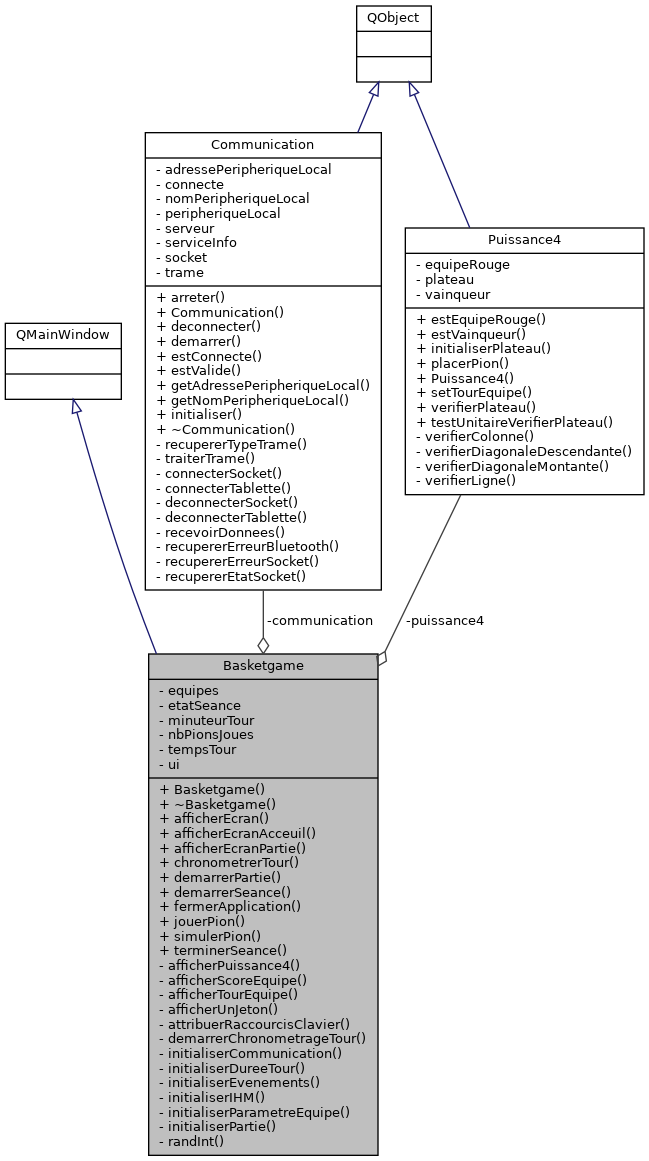 QObject
Communication
- adressePeripheriqueLocal
- connecte
- nomPeripheriqueLocal
- peripheriqueLocal
- serveur
- serviceInfo
- socket
- trame
+ arreter()
+ Communication()
+ deconnecter()
+ demarrer()
+ estConnecte()
+ estValide()
+ getAdressePeripheriqueLocal()
+ getNomPeripheriqueLocal()
+ initialiser()
+ ~Communication()
- recupererTypeTrame()
- traiterTrame()
- connecterSocket()
- connecterTablette()
- deconnecterSocket()
- deconnecterTablette()
- recevoirDonnees()
- recupererErreurBluetooth()
- recupererErreurSocket()
- recupererEtatSocket()
Puissance4
- equipeRouge
- plateau
- vainqueur
+ estEquipeRouge()
+ estVainqueur()
+ initialiserPlateau()
+ placerPion()
+ Puissance4()
+ setTourEquipe()
+ verifierPlateau()
+ testUnitaireVerifierPlateau()
- verifierColonne()
- verifierDiagonaleDescendante()
- verifierDiagonaleMontante()
- verifierLigne()
QMainWindow
-communication
-puissance4
Basketgame
- equipes
- etatSeance
- minuteurTour
- nbPionsJoues
- tempsTour
- ui
+ Basketgame()
+ ~Basketgame()
+ afficherEcran()
+ afficherEcranAcceuil()
+ afficherEcranPartie()
+ chronometrerTour()
+ demarrerPartie()
+ demarrerSeance()
+ fermerApplication()
+ jouerPion()
+ simulerPion()
+ terminerSeance()
- afficherPuissance4()
- afficherScoreEquipe()
- afficherTourEquipe()
- afficherUnJeton()
- attribuerRaccourcisClavier()
- demarrerChronometrageTour()
- initialiserCommunication()
- initialiserDureeTour()
- initialiserEvenements()
- initialiserIHM()
- initialiserParametreEquipe()
- initialiserPartie()
- randInt()